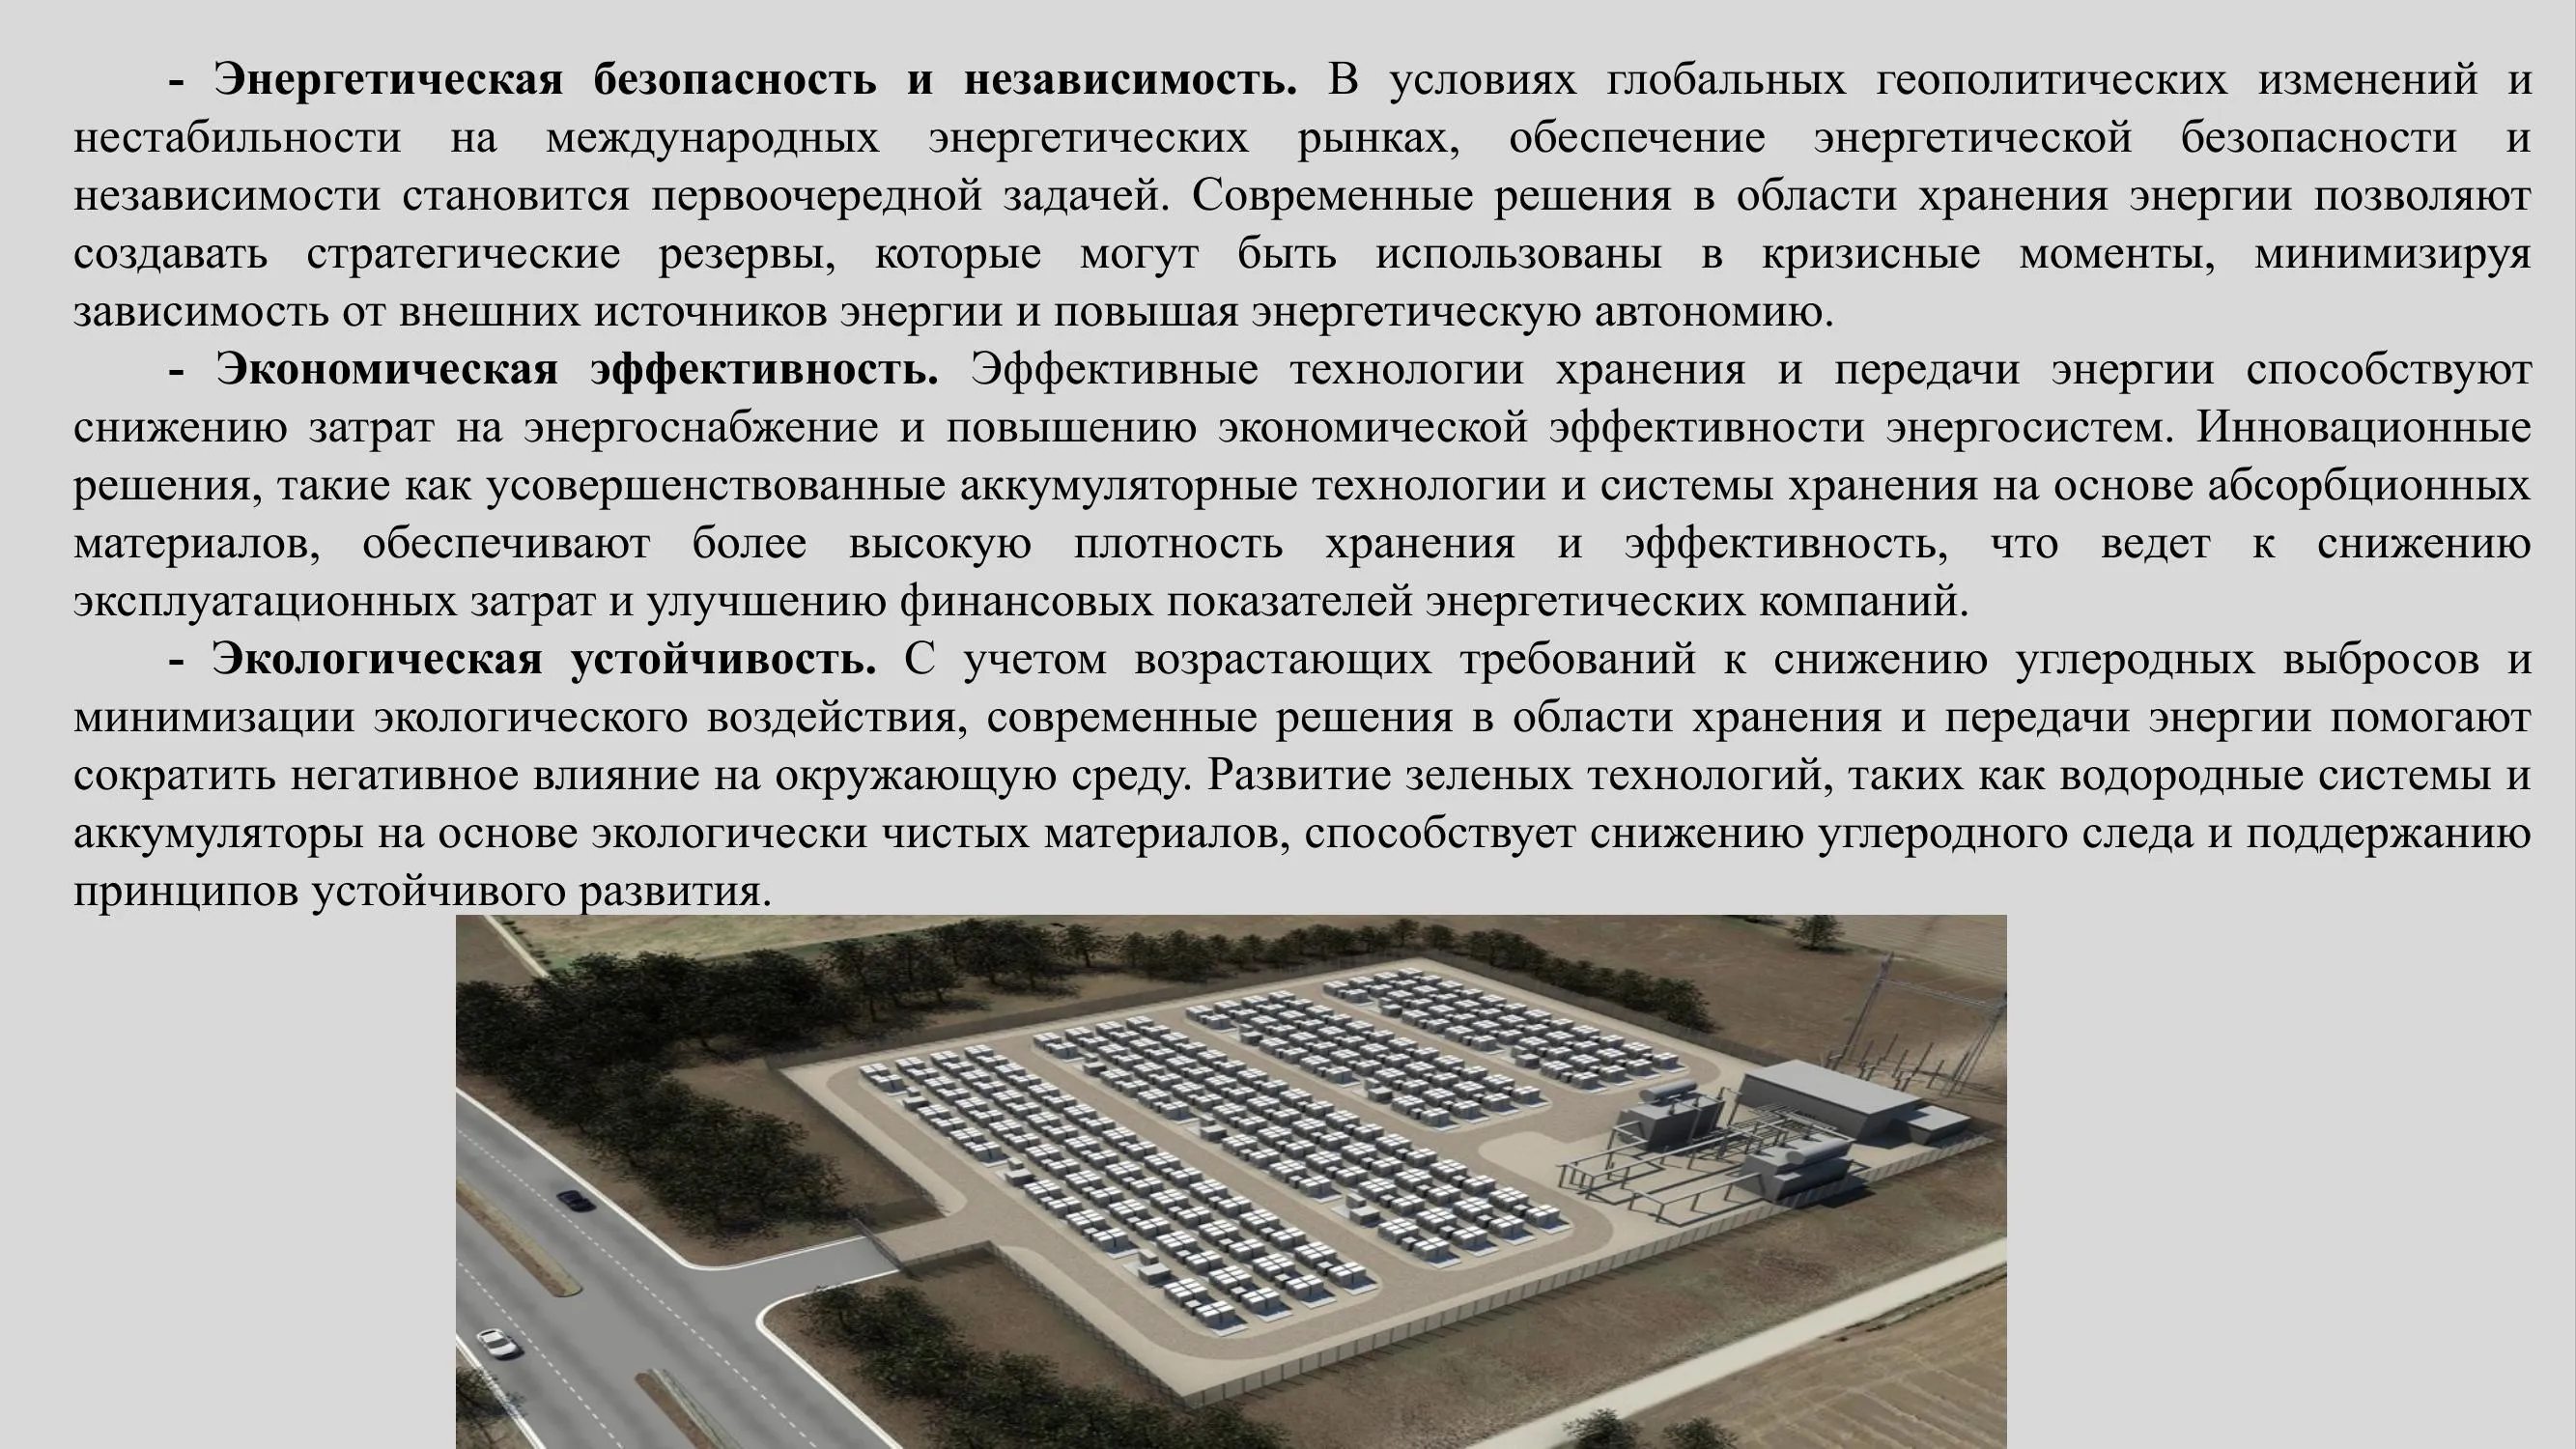 - Энергетическая безопасность и независимость. В условиях глобальных геополитических изменений и
нестабильности на международных энергетических рынках, обеспечение энергетической безопасности и
независимости становится первоочередной задачей. Современные решения в области хранения энергии позволяют
создавать стратегические резервы, которые могут быть использованы в кризисные моменты, минимизируя
зависимость от внешних источников энергии и повышая энергетическую автономию.
- Экономическая эффективность. Эффективные технологии хранения и передачи энергии способствуют
снижению затрат на энергоснабжение и повышению экономической эффективности энергосистем. Инновационные
решения, такие как усовершенствованные аккумуляторные технологии и системы хранения на основе абсорбционных
материалов, обеспечивают более высокую плотность хранения и эффективность, что ведет к снижению
эксплуатационных затрат и улучшению финансовых показателей энергетических компаний.
- Экологическая устойчивость. С учетом возрастающих требований к снижению углеродных выбросов и
минимизации экологического воздействия, современные решения в области хранения и передачи энергии помогают
сократить негативное влияние на окружающую среду. Развитие зеленых технологий, таких как водородные системы и
аккумуляторы на основе экологически чистых материалов, способствует снижению углеродного следа и поддержанию
принципов устойчивого развития.